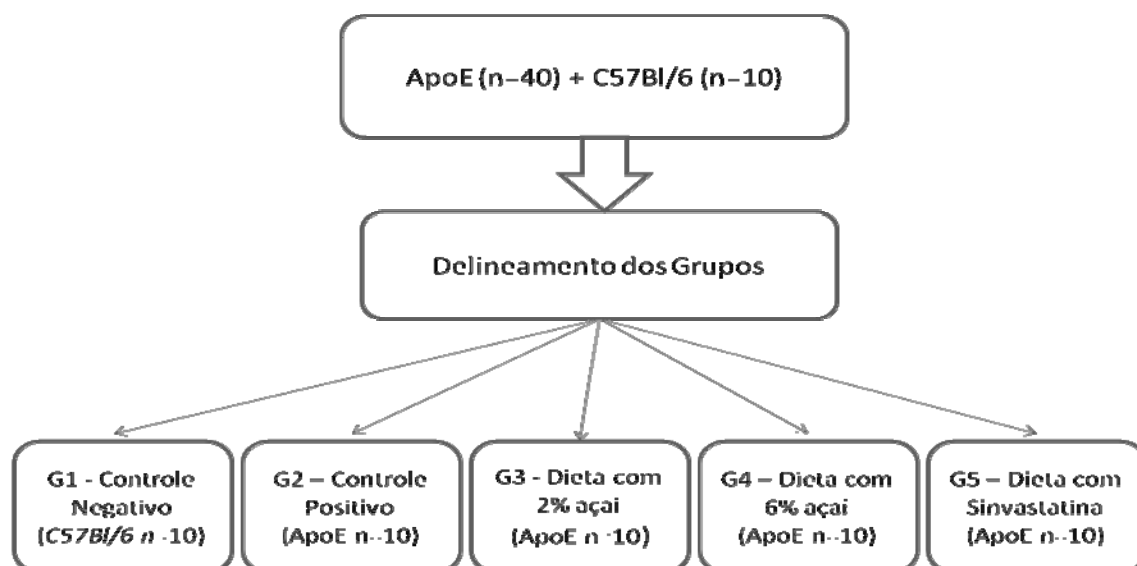 ApoE (n=40) + C57Bl/6 (n=10)
Delineamento dos Grupos
G1 - Controle
Negativo
(C57Bl/6 n =10)
G2 – Controle
Positivo
(ApoE n=10)
G3 - Dieta com
2% açaí
(ApoE n =10)
G4 – Dieta com
6% açaí
(ApoE n=10)
G5 – Dieta com
Sinvastatina
(ApoE n=10)